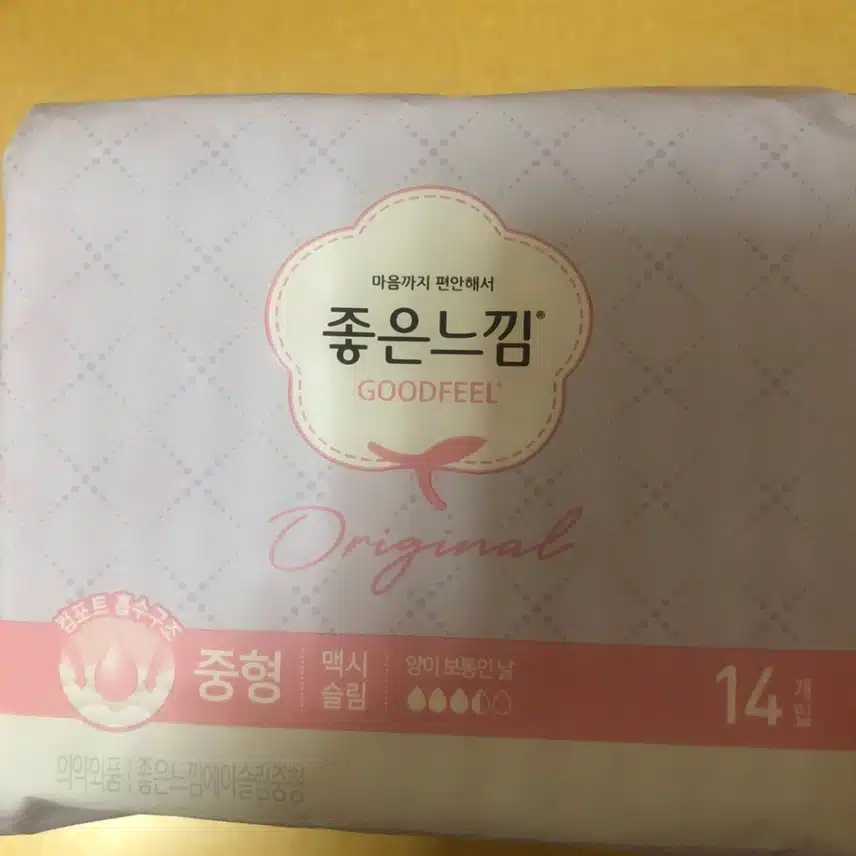 마음까지 편안해서
좋은느낌®
GOODFEEL®
Original
컴포트 흡수구조
중형
맥시
슬림
양이 보통인 날
14개입
의약외품 | 좋은느낌에이슬림중형